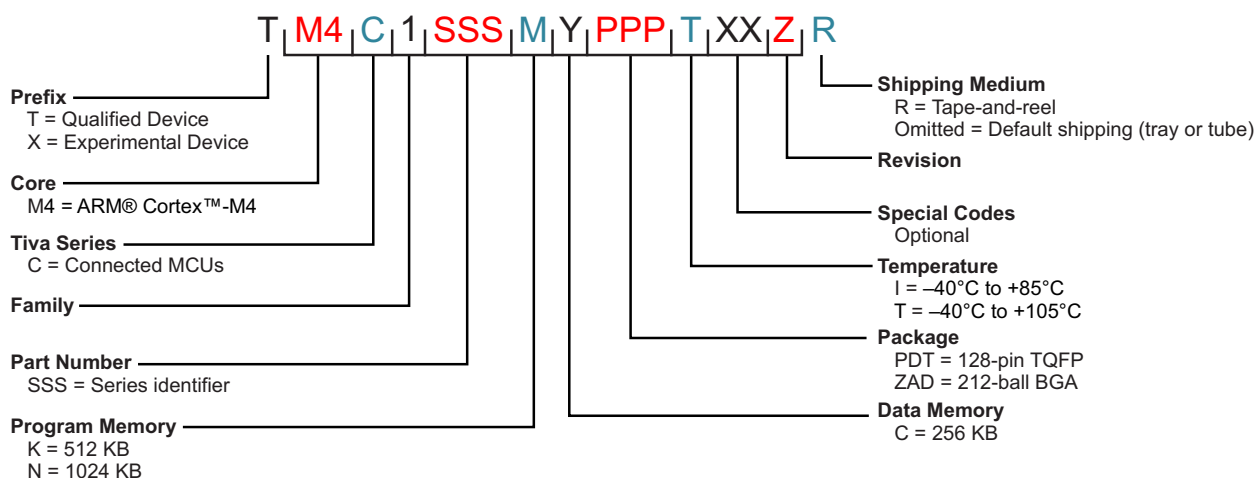 TM4C1SSSMYPPPTXXZR
Prefix
T = Qualified Device
X = Experimental Device
Core
M4 = ARM® Cortex™-M4
Tiva Series
C = Connected MCUs
Family
Part Number
SSS = Series identifier
Program Memory
K = 512 KB
N = 1024 KB
Shipping Medium
R = Tape-and-reel
Omitted = Default shipping (tray or tube)
Revision
Special Codes
Optional
Temperature
I = –40°C to +85°C
T = –40°C to +105°C
Package
PDT = 128-pin TQFP
ZAD = 212-ball BGA
Data Memory
C = 256 KB